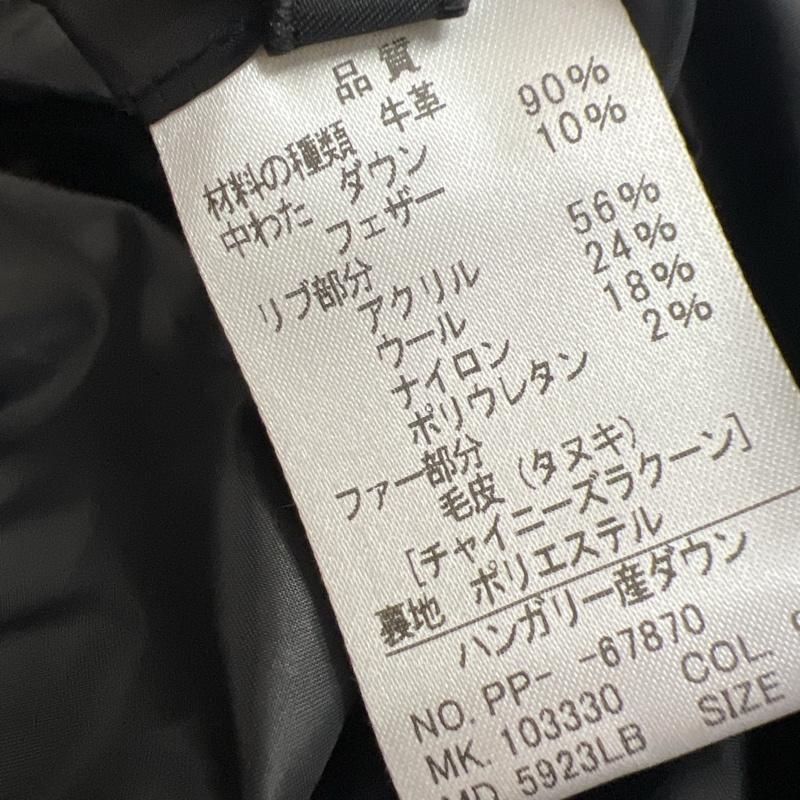 品質
材料の種類 牛革
中わた ダウン 90%
フェザー 10%
リブ部分
アクリル 56%
ウール 24%
ナイロン 18%
ポリウレタン 2%
ファー部分
毛皮(タヌキ)
[チャイニーズラクーン]
裏地 ポリエステル
ハンガリー産ダウン
NO. PP- -67870
MK. 103330 COL.
MD. 5923LB SIZE